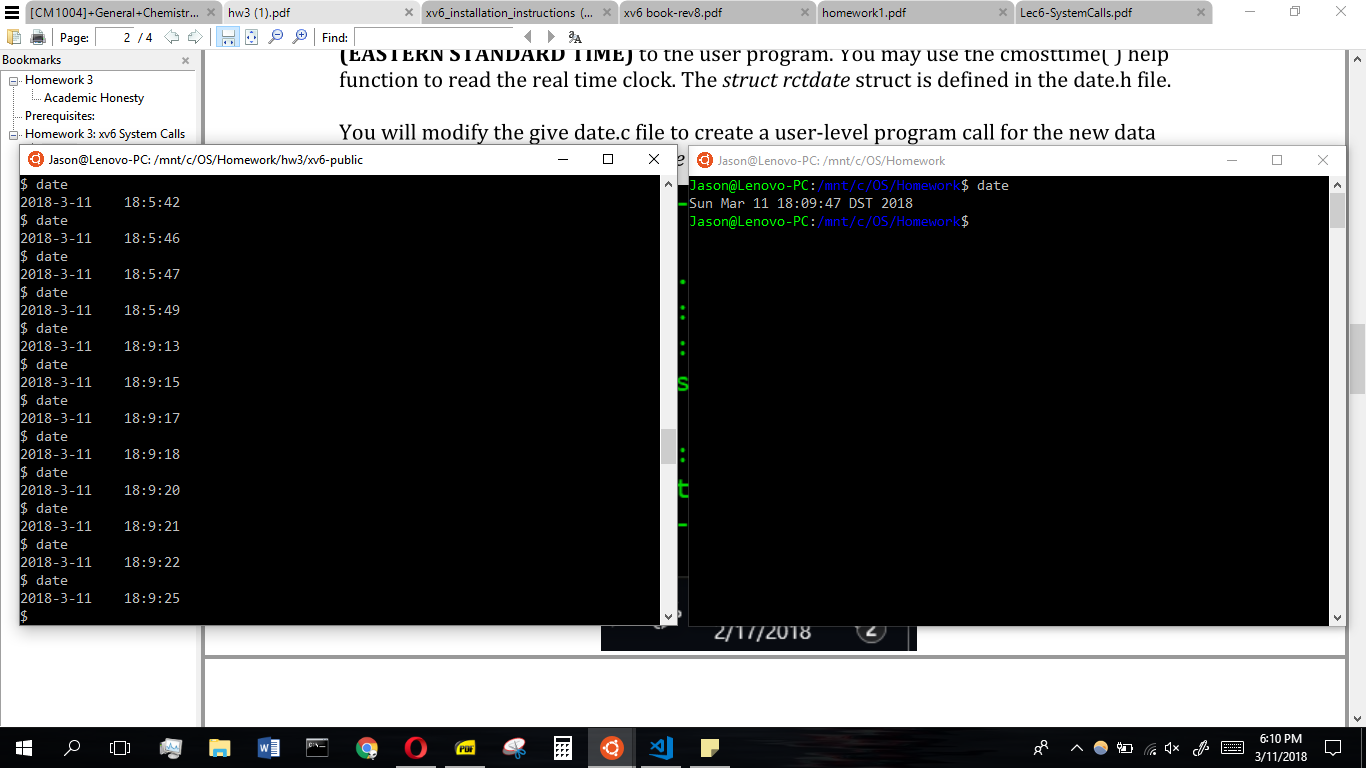 [CM1004]+General+Chemistr...
hw3 (1).pdf
xv6_installation_instructions (...
xv6 book-rev8.pdf
homework1.pdf
Lec6-SystemCalls.pdf
Page: 2 / 4
Find:
Bookmarks
Homework 3
Academic Honesty
Prerequisites:
Homework 3: xv6 System Calls
(EASTERN STANDARD TIME) to the user program. You may use the cmosttime( ) help
function to read the real time clock. The struct rctdate struct is defined in the date.h file.
You will modify the give date.c file to create a user-level program call for the new data
Jason@Lenovo-PC: /mnt/c/OS/Homework/hw3/xv6-public
$ date
2018-3-11 18:5:42
$ date
2018-3-11 18:5:46
$ date
2018-3-11 18:5:47
$ date
2018-3-11 18:5:49
$ date
2018-3-11 18:9:13
$ date
2018-3-11 18:9:15
$ date
2018-3-11 18:9:17
$ date
2018-3-11 18:9:18
$ date
2018-3-11 18:9:20
$ date
2018-3-11 18:9:21
$ date
2018-3-11 18:9:22
$ date
2018-3-11 18:9:25
$
Jason@Lenovo-PC: /mnt/c/OS/Homework
Jason@Lenovo-PC:/mnt/c/OS/Homework$ date
Sun Mar 11 18:09:47 DST 2018
Jason@Lenovo-PC:/mnt/c/OS/Homework$
2/17/2018
2
PDF
6:10 PM
3/11/2018